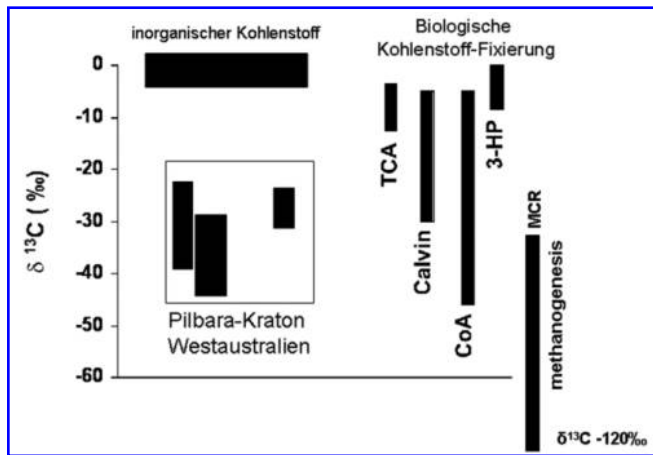 inorganischer Kohlenstoff
Biologische
Kohlenstoff-Fixierung
0
-10
-20
-30
-40
-50
-60
δ 13C ( ‰)
Pilbara-Kraton
Westaustralien
TCA
Calvin
CoA
3-HP
MCR
methanogenesis
δ13C -120‰